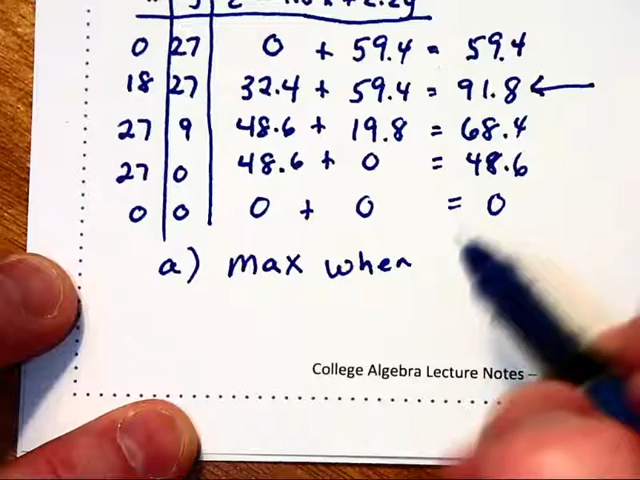 0 27 0 + 59.4 = 59.4
18 27 32.4 + 59.4 = 91.8 ←
27 9 48.6 + 19.8 = 68.4
27 0 48.6 + 0 = 48.6
0 0 0 + 0 = 0
a) max when
College Algebra Lecture Notes –